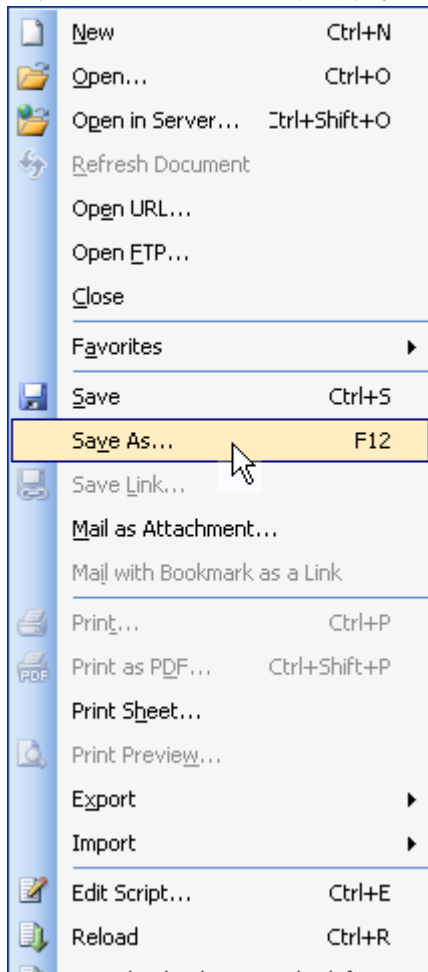 New Ctrl+N
Open... Ctrl+O
Open in Server... Ctrl+Shift+O
Refresh Document
Open URL...
Open FTP...
Close
Favorites
Save Ctrl+S
Save As... F12
Save Link...
Mail as Attachment...
Mail with Bookmark as a Link
Print... Ctrl+P
PDF Print as PDF... Ctrl+Shift+P
Print Sheet...
Print Preview...
Export
Import
Edit Script... Ctrl+E
Reload Ctrl+R